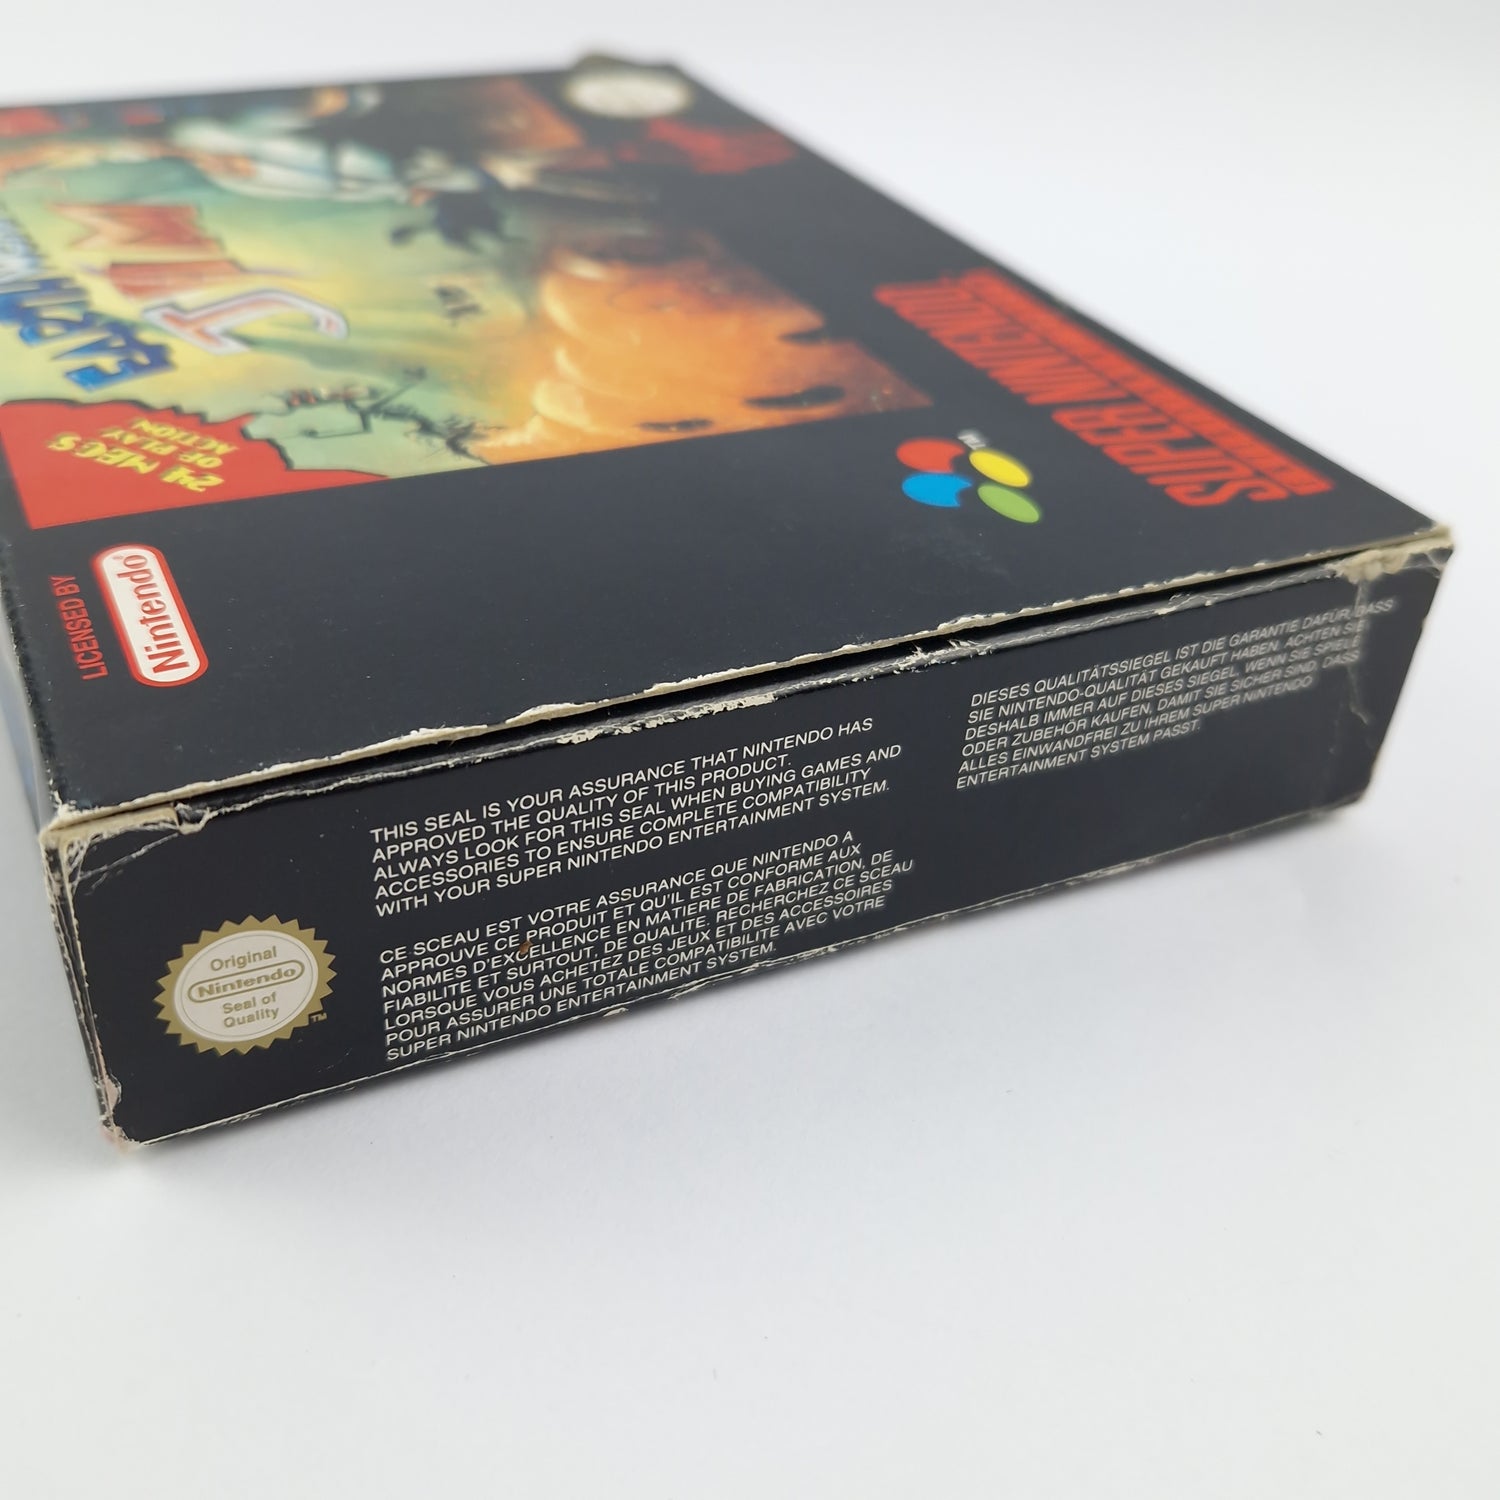 EARTHWORM
JIM
24 MEGS
OF PLAY
ACTION
LICENSED BY
Nintendo®
SUPER NINTENDO
TM
THIS SEAL IS YOUR ASSURANCE THAT NINTENDO HAS
APPROVED THE QUALITY OF THIS PRODUCT.
ALWAYS LOOK FOR THIS SEAL WHEN BUYING GAMES AND
ACCESSORIES TO ENSURE COMPLETE COMPATIBILITY
WITH YOUR SUPER NINTENDO ENTERTAINMENT SYSTEM.
CE SCEAU EST VOTRE ASSURANCE QUE NINTENDO A
APPROUVE CE PRODUIT ET QU'IL EST CONFORME AUX
NORMES D'EXCELLENCE EN MATIERE DE FABRICATION, DE
FIABILITE ET SURTOUT, DE QUALITE. RECHERCHEZ CE SCEAU
LORSQUE VOUS ACHETEZ DES JEUX ET DES ACCESSOIRES
POUR ASSURER UNE TOTALE COMPATIBILITE AVEC VOTRE
SUPER NINTENDO ENTERTAINMENT SYSTEM.
DIESES QUALITÄTSSIEGEL IST DIE GARANTIE DAFÜR, DASS
SIE NINTENDO-QUALITÄT GEKAUFT HABEN. ACHTEN SIE
DESHALB IMMER AUF DIESES SIEGEL, WENN SIE SPIELE
ODER ZUBEHÖR KAUFEN, DAMIT SIE SICHER SIND, DASS
ALLES EINWANDFREI ZU IHREM SUPER NINTENDO
ENTERTAINMENT SYSTEM PASST.
Original
Nintendo
Seal of
Quality
TM